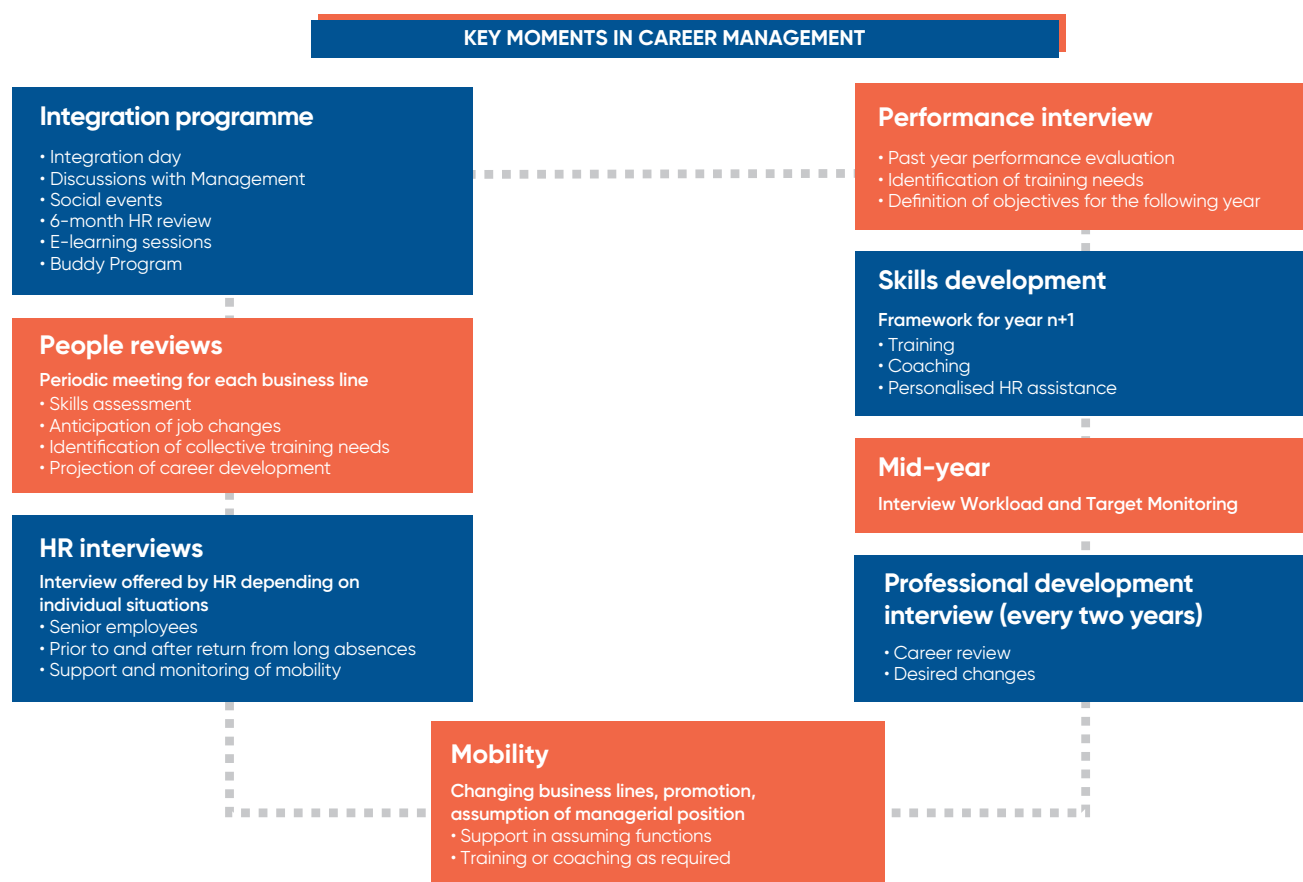 KEY MOMENTS IN CAREER MANAGEMENT
Integration programme
• Integration day
• Discussions with Management
• Social events
• 6-month HR review
• E-learning sessions
• Buddy Program
People reviews
Periodic meeting for each business line
• Skills assessment
• Anticipation of job changes
• Identification of collective training needs
• Projection of career development
HR interviews
Interview offered by HR depending on
individual situations
• Senior employees
• Prior to and after return from long absences
• Support and monitoring of mobility
Performance interview
• Past year performance evaluation
• Identification of training needs
• Definition of objectives for the following year
Skills development
Framework for year n+1
• Training
• Coaching
• Personalised HR assistance
Mid-year
Interview Workload and Target Monitoring
Professional development
interview (every two years)
• Career review
• Desired changes
Mobility
Changing business lines, promotion,
assumption of managerial position
• Support in assuming functions
• Training or coaching as required